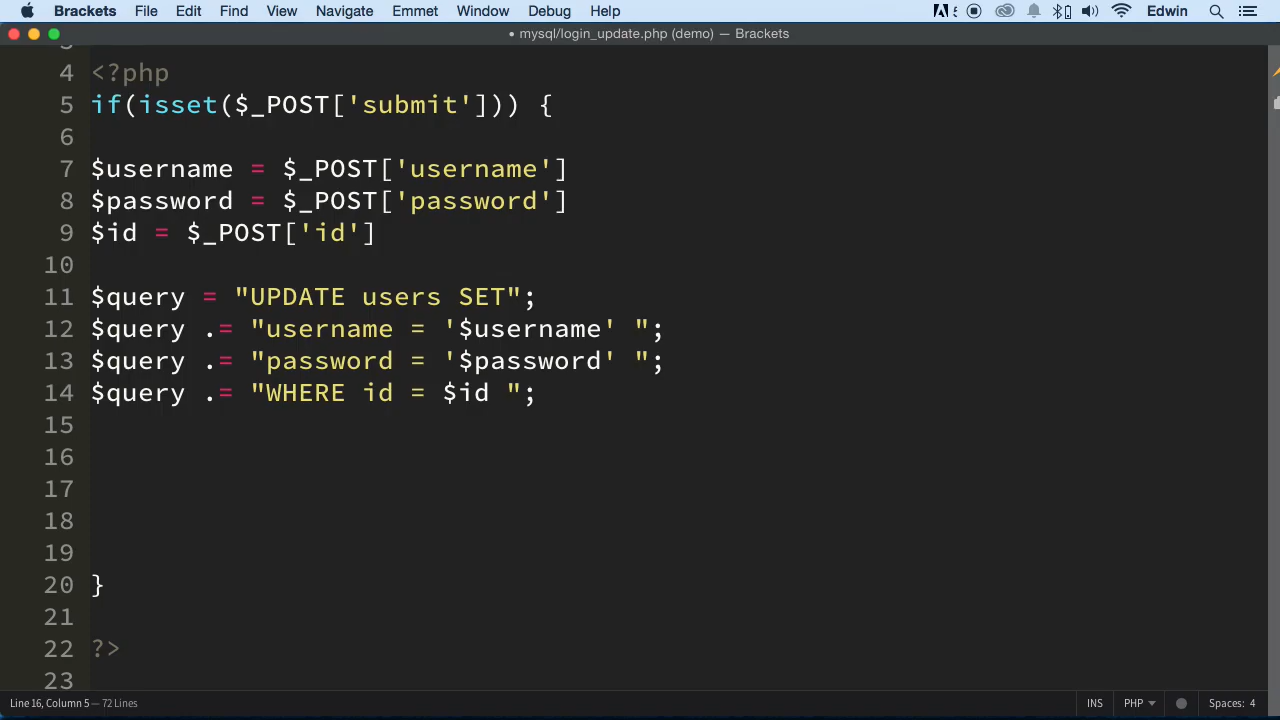 Brackets File Edit Find View Navigate Emmet Window Debug Help Edwin
• mysql/login_update.php (demo) — Brackets
3
4 <?php
5 if(isset($_POST['submit'])) {
6
7 $username = $_POST['username']
8 $password = $_POST['password']
9 $id = $_POST['id']
10
11 $query = "UPDATE users SET";
12 $query .= "username = '$username' ";
13 $query .= "password = '$password' ";
14 $query .= "WHERE id = $id ";
15
16
17
18
19
20 }
21
22 ?>
23
Line 16, Column 5 — 72 Lines INS PHP Spaces: 4